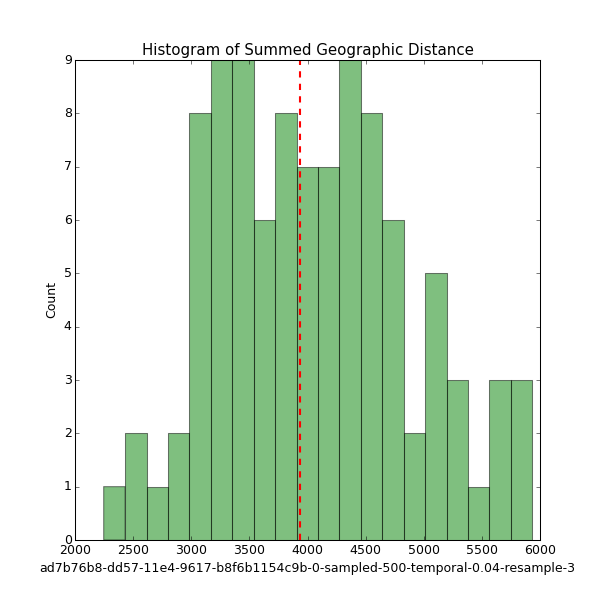 Histogram of Summed Geographic Distance
9
8
7
6
5
4
3
2
1
0
Count
2000 2500 3000 3500 4000 4500 5000 5500 6000
ad7b76b8-dd57-11e4-9617-b8f6b1154c9b-0-sampled-500-temporal-0.04-resample-3